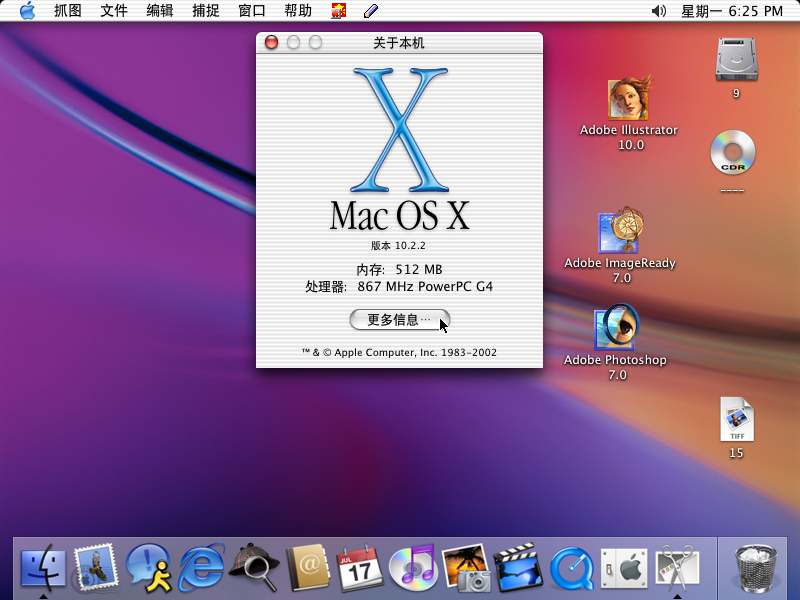 抓图 文件 编辑 捕捉 窗口 帮助 星期一 6:25 PM
关于本机
X
Mac OS X
版本 10.2.2
内存: 512 MB
处理器: 867 MHz PowerPC G4
更多信息…
™ & © Apple Computer, Inc. 1983-2002
9
Adobe Illustrator
10.0
CDR
----
Adobe ImageReady
7.0
Adobe Photoshop
7.0
TIFF
15
@
JUL
17